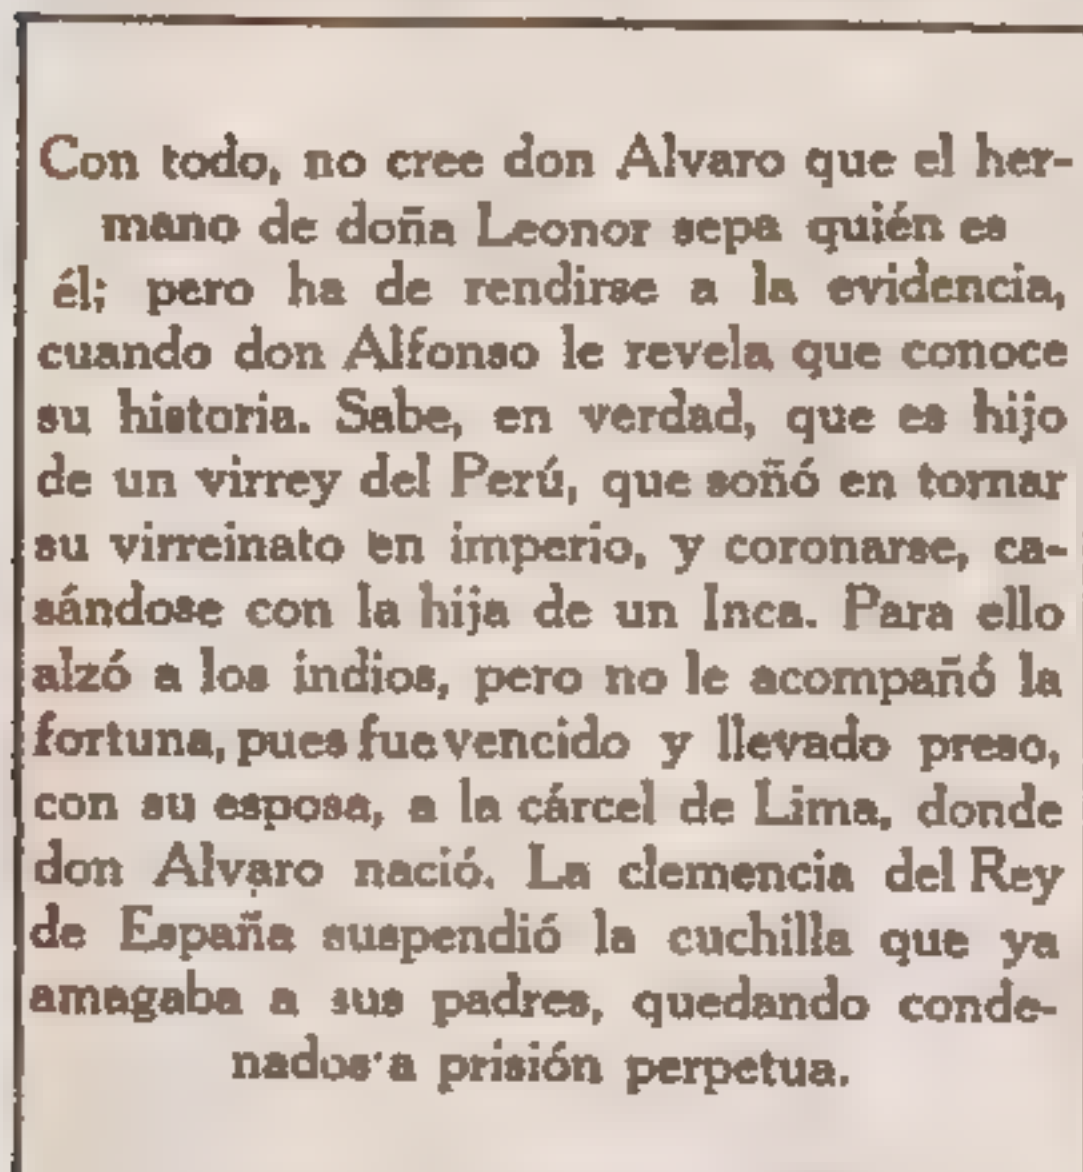 Con todo, no cree don Alvaro que el her-
mano de doña Leonor sepa quién es
él; pero ha de rendirse a la evidencia,
cuando don Alfonso le revela que conoce
su historia. Sabe, en verdad, que es hijo
de un virrey del Perú, que soñó en tornar
su virreinato en imperio, y coronarse, ca-
sándose con la hija de un Inca. Para ello
alzó a los indios, pero no le acompañó la
fortuna, pues fue vencido y llevado preso,
con su esposa, a la cárcel de Lima, donde
don Alvaro nació. La clemencia del Rey
de España suspendió la cuchilla que ya
amagaba a sus padres, quedando conde-
nados a prisión perpetua.